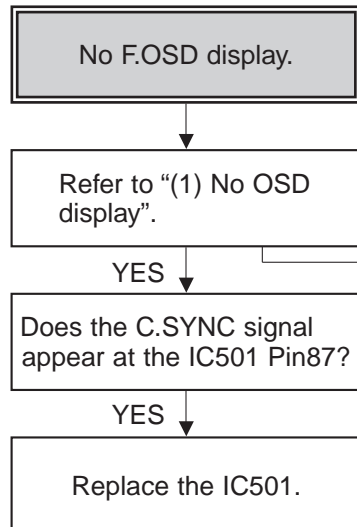 No F.OSD display.
Refer to “(1) No OSD
display”.
YES
Does the C.SYNC signal
appear at the IC501 Pin87?
YES
Replace the IC501.